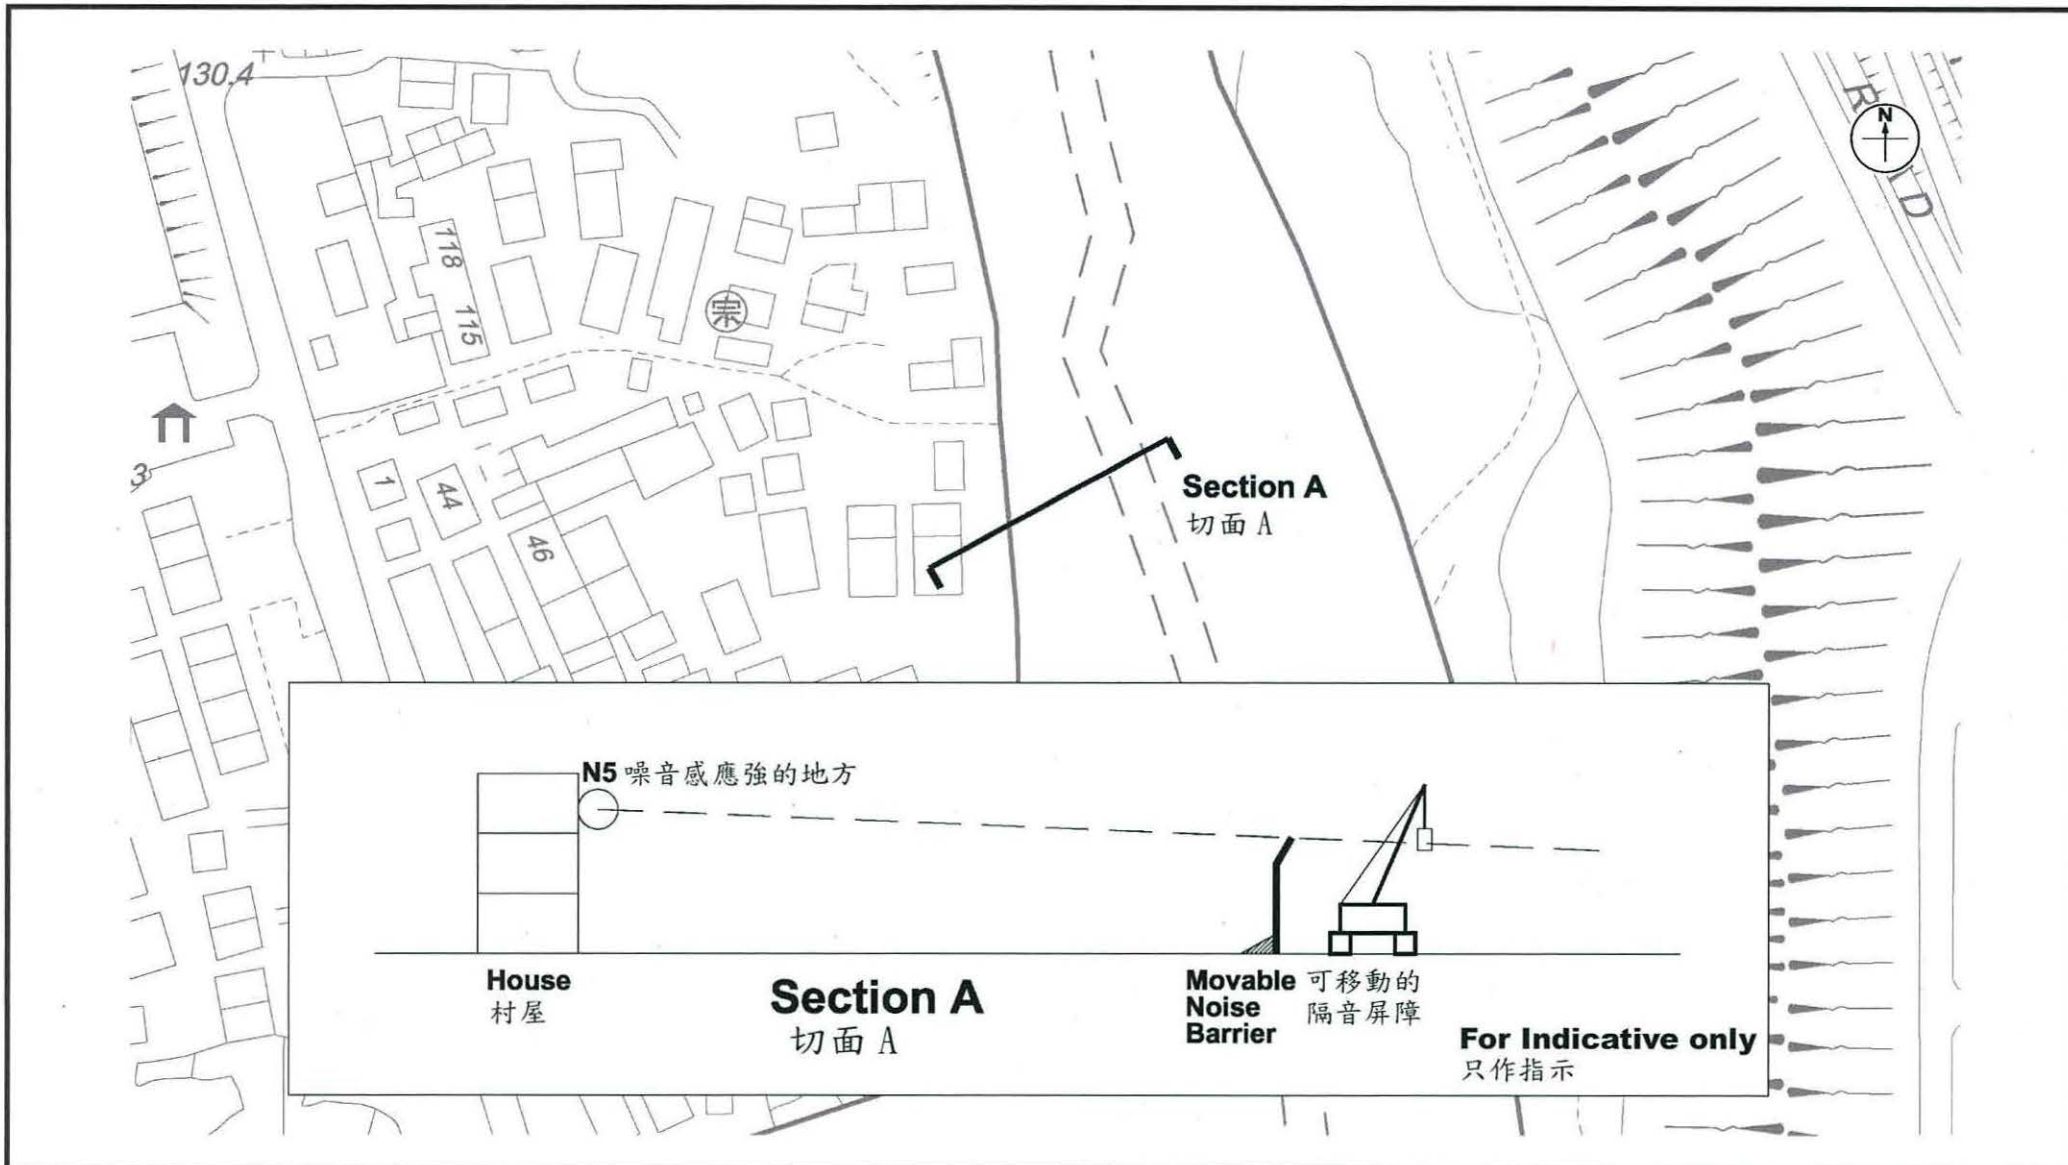 130.4
R
D
N
118
115
宗
3
1
44
46
Section A
切面 A
N5 噪音感應強的地方
House
村屋
Section A
切面 A
Movable
Noise
Barrier
可移動的
隔音屏障
For Indicative only
只作指示